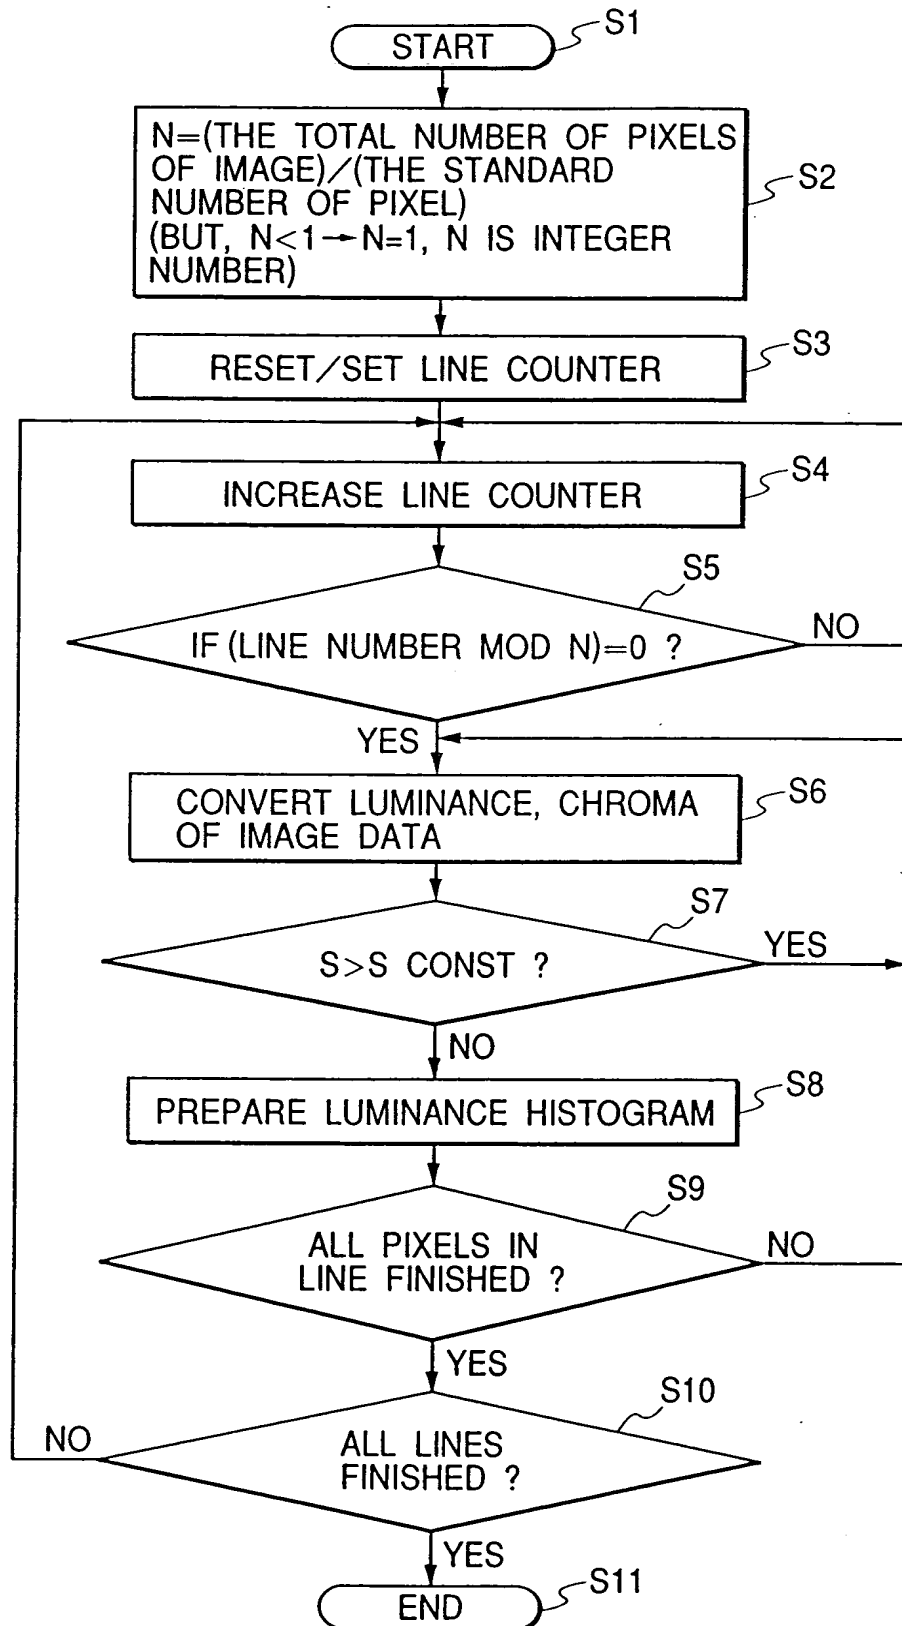 START
S1
N=(THE TOTAL NUMBER OF PIXELS
OF IMAGE)/(THE STANDARD
NUMBER OF PIXEL)
(BUT, N<1→N=1, N IS INTEGER
NUMBER)
S2
RESET/SET LINE COUNTER
S3
INCREASE LINE COUNTER
S4
IF (LINE NUMBER MOD N)=0 ?
S5
NO
YES
CONVERT LUMINANCE, CHROMA
OF IMAGE DATA
S6
S>S CONST ?
S7
YES
NO
PREPARE LUMINANCE HISTOGRAM
S8
ALL PIXELS IN
LINE FINISHED ?
S9
NO
YES
ALL LINES
FINISHED ?
S10
NO
YES
END
S11